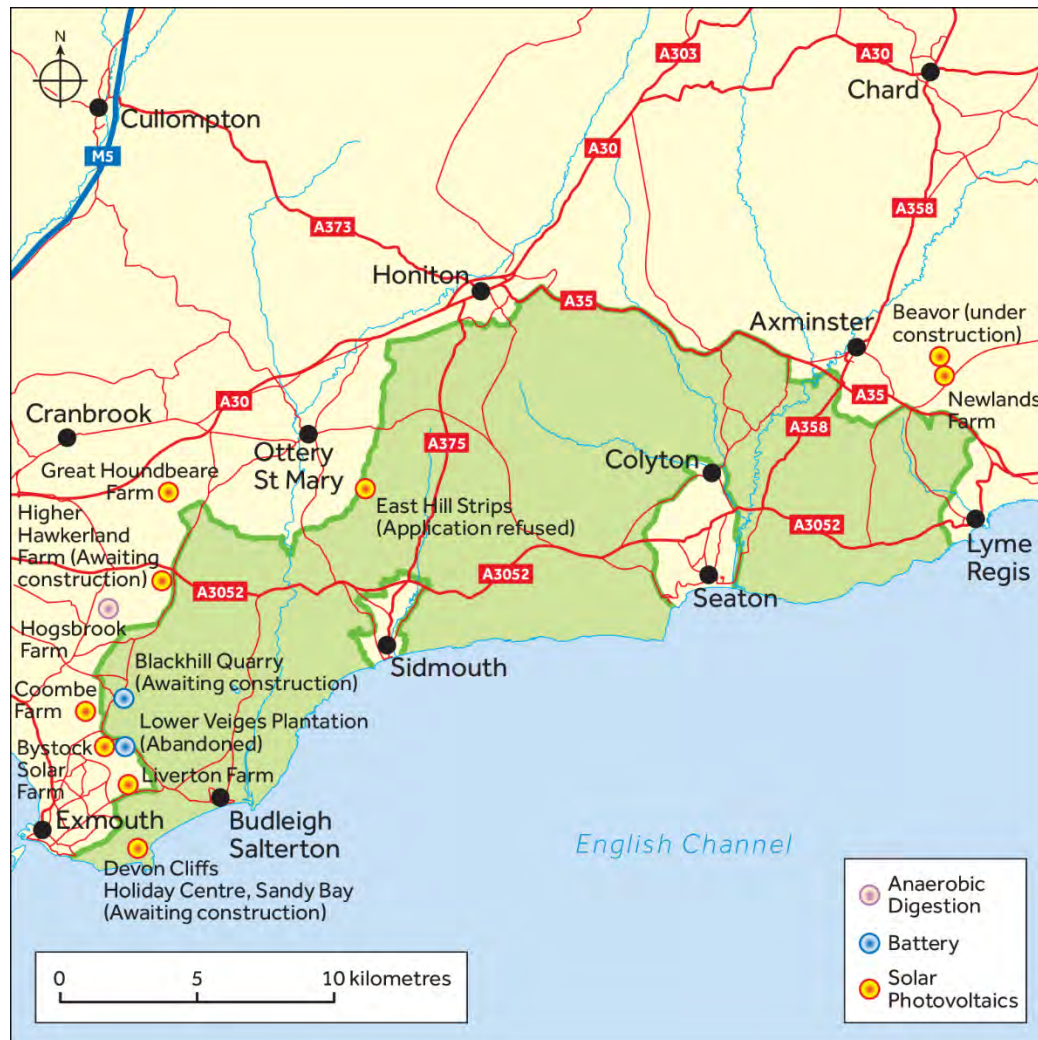 N
A303
A30
Chard
Cullompton
M5
A30
A358
A373
Honiton
A35
Axminster
Beavor (under
construction)
A35
Newlands
Farm
Cranbrook
A30
Ottery
St Mary
A375
A358
Colyton
Great Houndbeare
Farm
East Hill Strips
(Application refused)
Higher
Hawkerland
Farm (Awaiting
construction)
A3052
Lyme
Regis
A3052
A3052
Seaton
Hogsbrook
Farm
Sidmouth
Blackhill Quarry
(Awaiting construction)
Coombe
Farm
Lower Veiges Plantation
(Abandoned)
Bystock
Solar
Farm
Liverton Farm
Exmouth
Budleigh
Salterton
English Channel
Devon Cliffs
Holiday Centre, Sandy Bay
(Awaiting construction)
Anaerobic
Digestion
Battery
Solar
Photovoltaics
0 5 10 kilometres